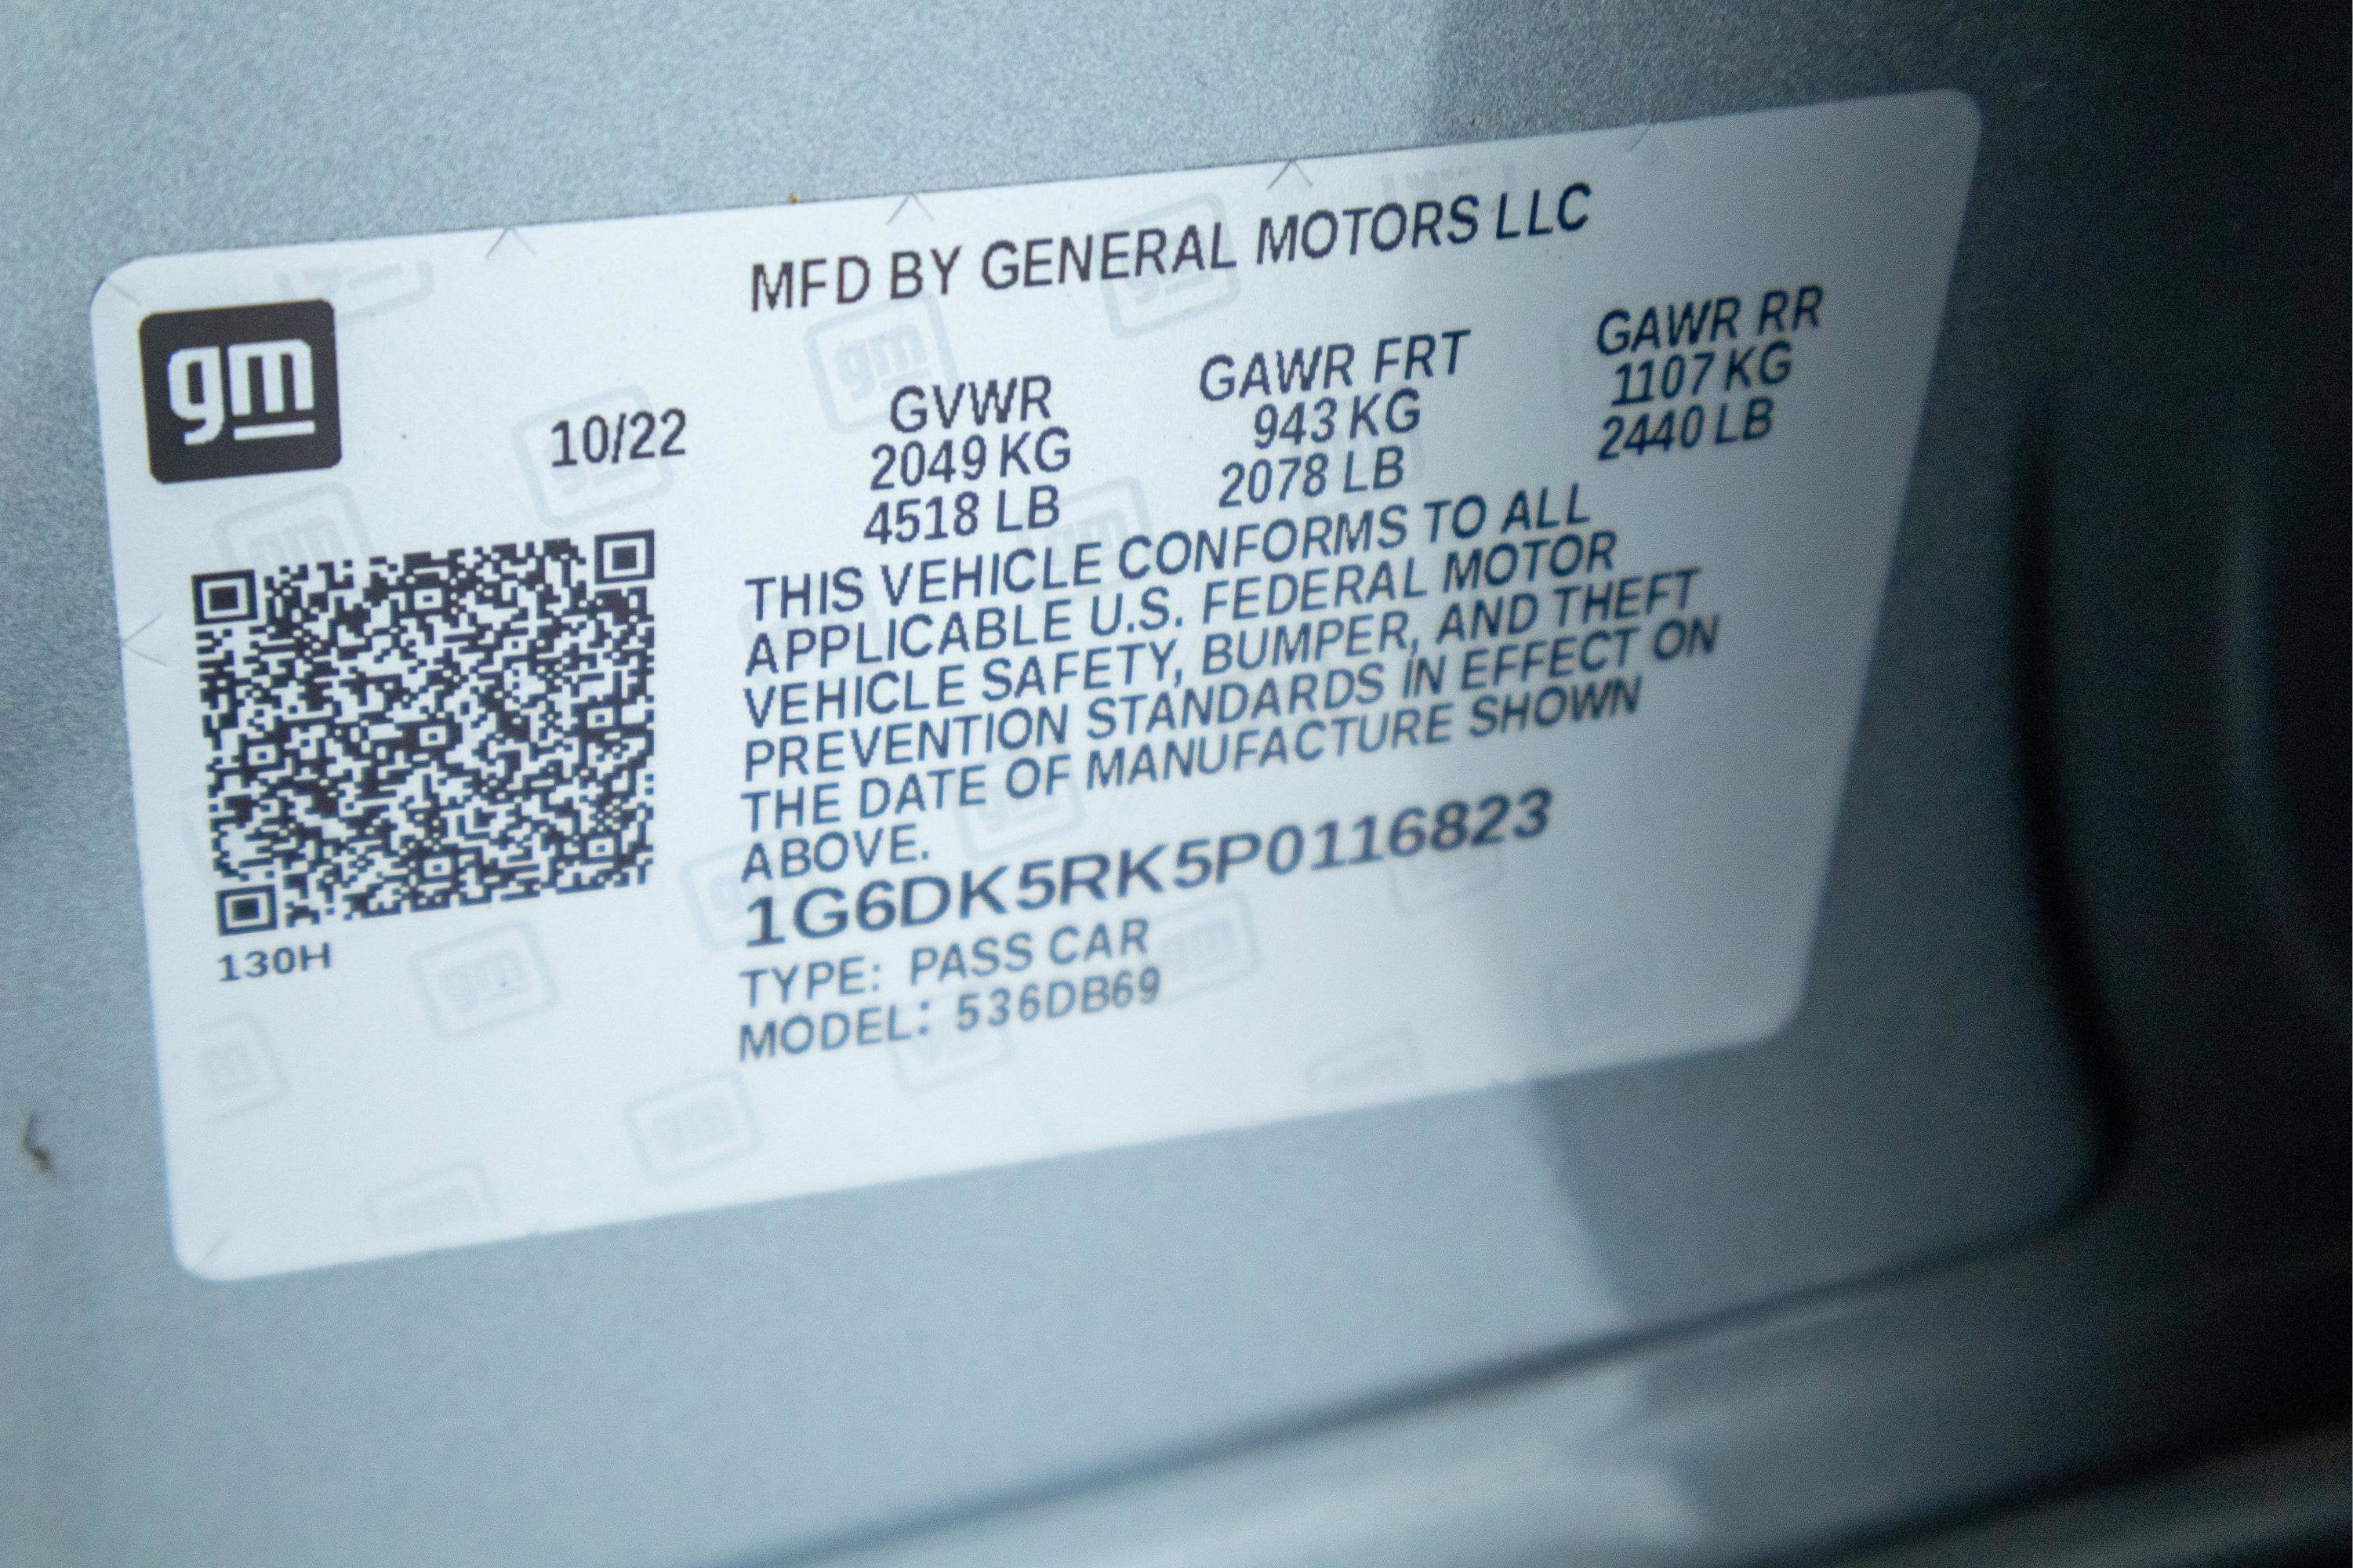 MFD BY GENERAL MOTORS LLC
gm
10/22
GVWR
2049 KG
4518 LB
GAWR FRT
943 KG
2078 LB
GAWR RR
1107 KG
2440 LB
THIS VEHICLE CONFORMS TO ALL
APPLICABLE U.S. FEDERAL MOTOR
VEHICLE SAFETY, BUMPER, AND THEFT
PREVENTION STANDARDS IN EFFECT ON
THE DATE OF MANUFACTURE SHOWN
ABOVE.
1G6DK5RK5P0116823
TYPE: PASS CAR
MODEL: 536DB69
130H